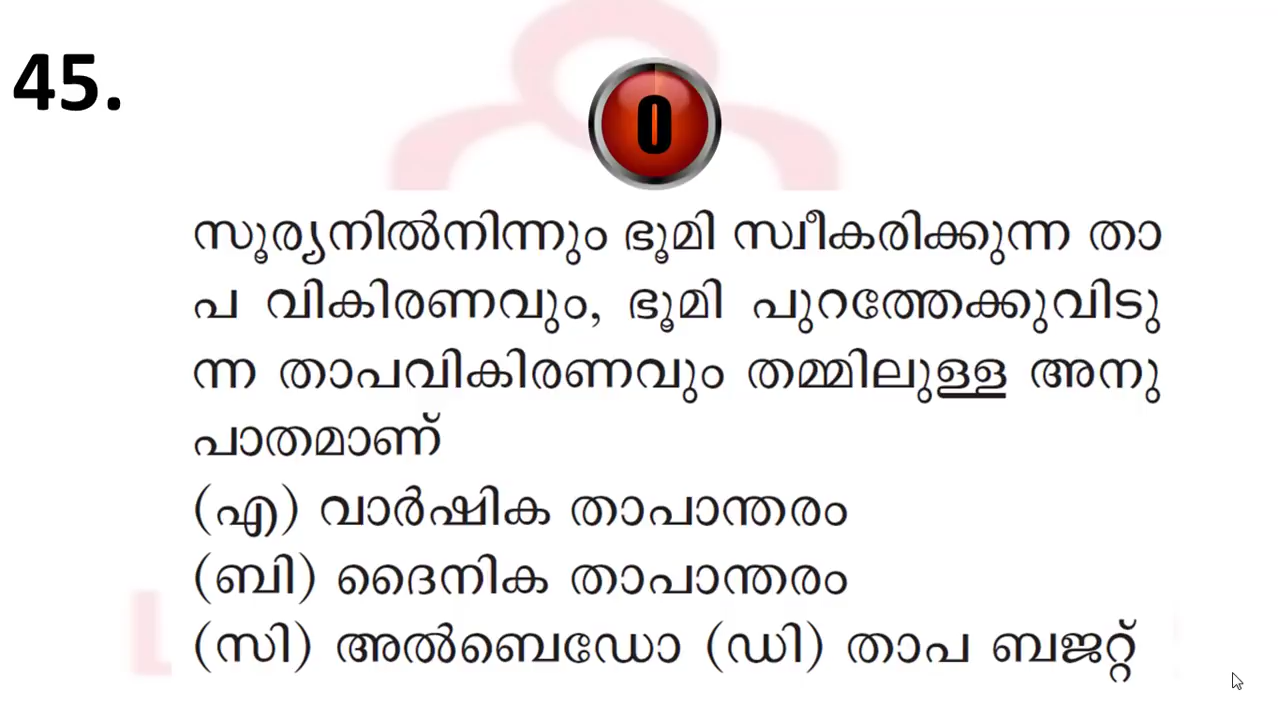 45.
0
സൂര്യനിൽനിന്നും ഭൂമി സ്വീകരിക്കുന്ന താ
പ വികിരണവും, ഭൂമി പുറത്തേക്കുവിടു
ന്ന താപവികിരണവും തമ്മിലുള്ള അനു
പാതമാണ്
(എ) വാർഷിക താപാന്തരം
(ബി) ദൈനിക താപാന്തരം
(സി) അൽബെഡോ (ഡി) താപ ബജറ്റ്